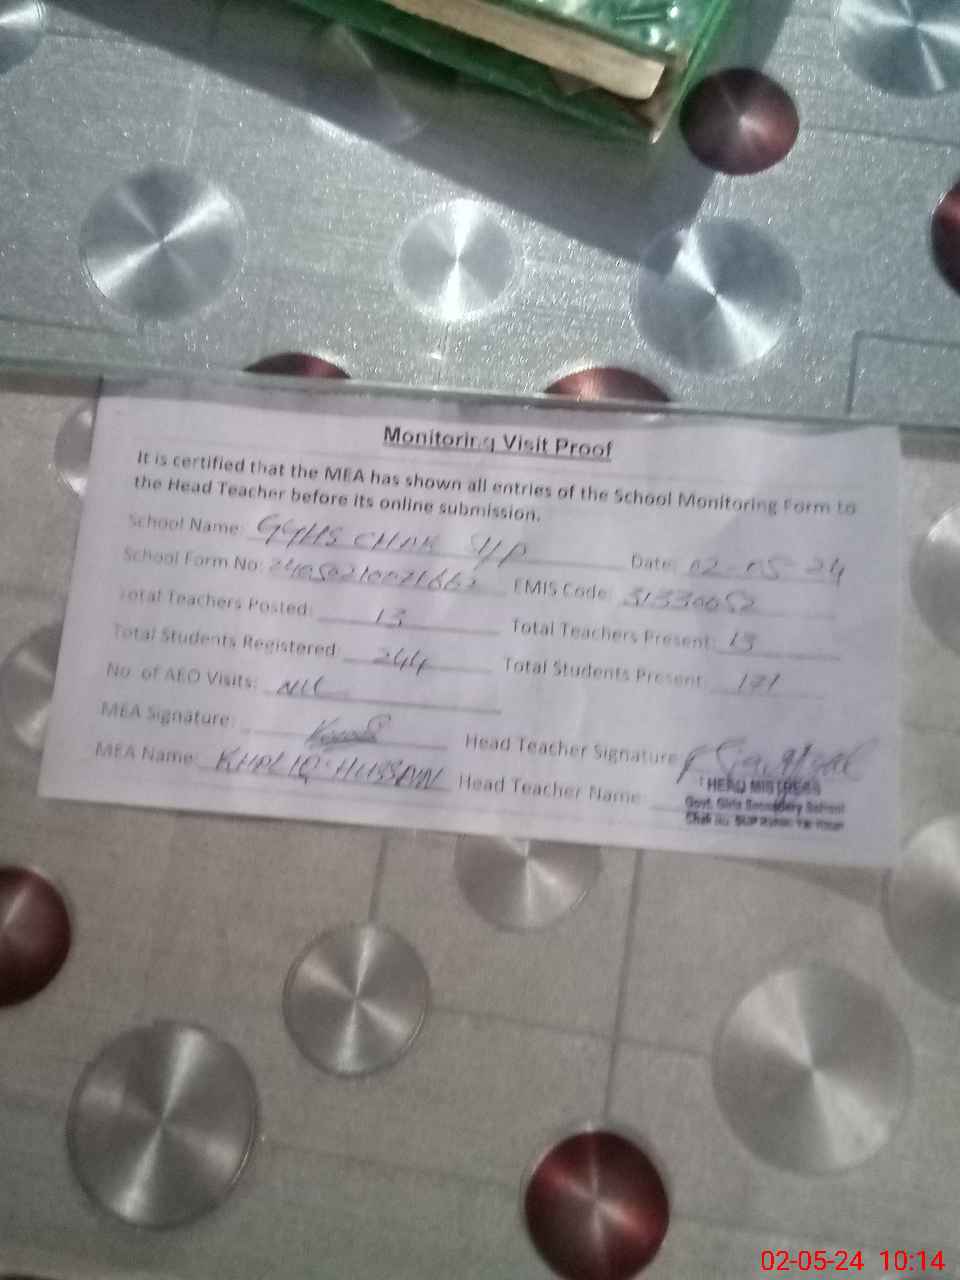 Monitoring Visit Proof
It is certified that the MEA has shown all entries of the School Monitoring Form to
the Head Teacher before its online submission.
School Name: GGHS CHAK Date: 02-05-24
School Form No: EMIS Code: 31330052
Total Teachers Posted: 13 Total Teachers Present: 13
Total Students Registered: 244 Total Students Present: 171
No. of AEO Visits: NIL
MEA Signature: Head Teacher Signature
MEA Name: KHALIQ HUSSAIN Head Teacher Name
HEAD MISTRESS
Govt. Girls Secondary School
Chak No.
02-05-24 10:14